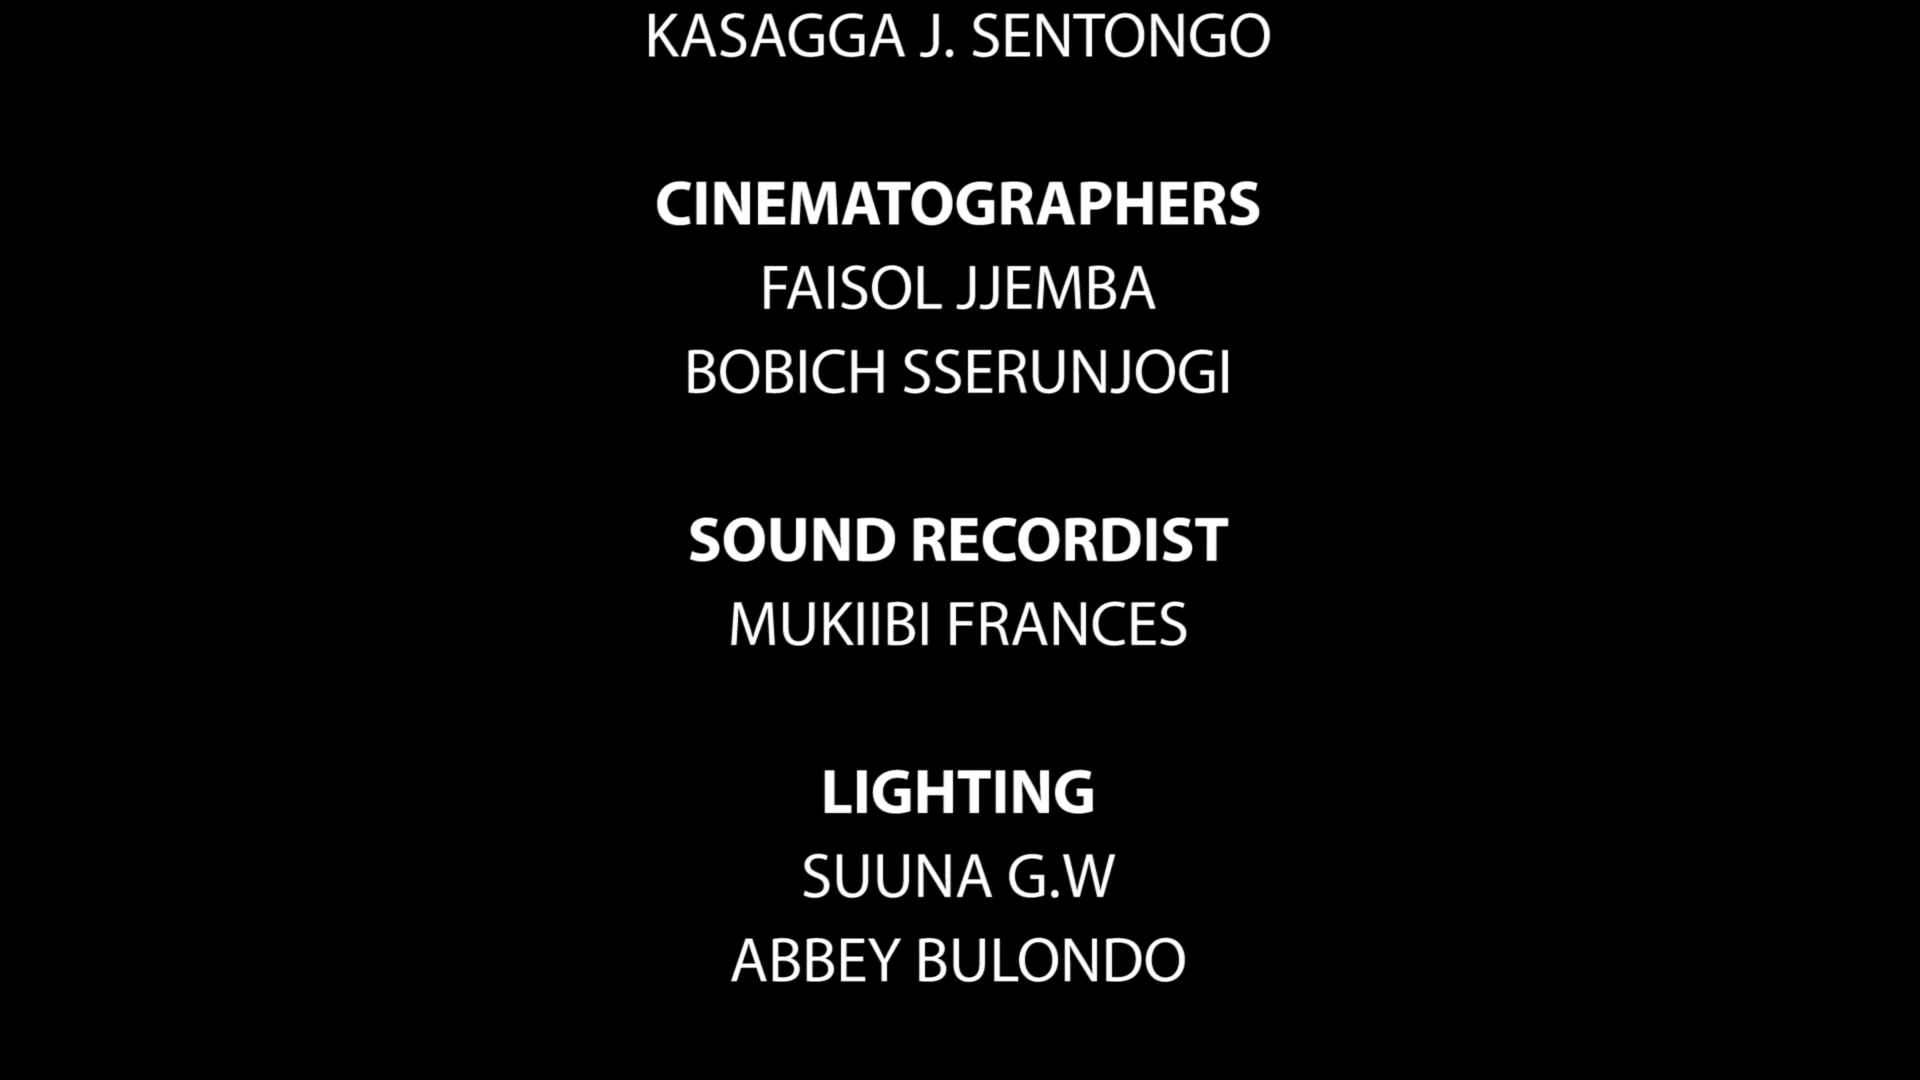 KASAGGA J. SENTONGO
CINEMATOGRAPHERS
FAISOL JJEMBA
BOBICH SSERUNJOGI
SOUND RECORDIST
MUKIIBI FRANCES
LIGHTING
SUUNA G.W
ABBEY BULONDO